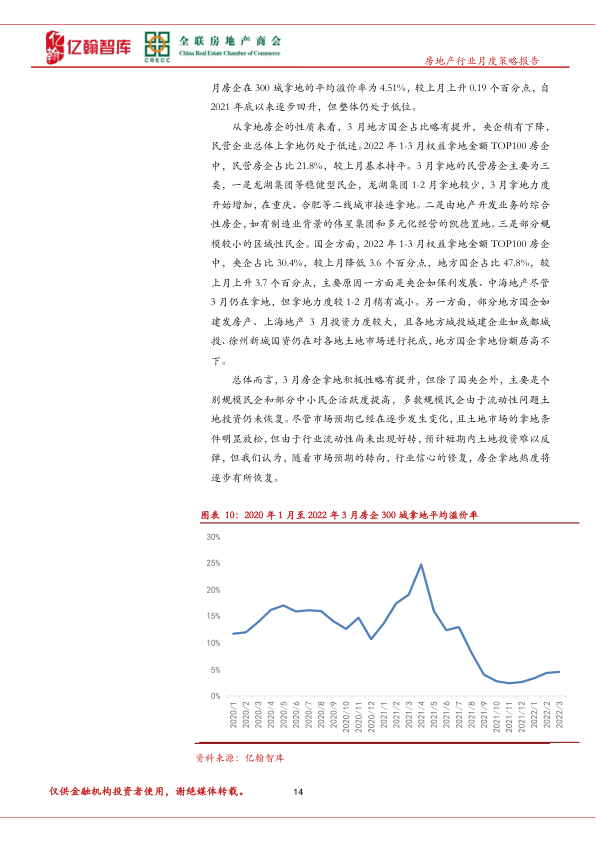 亿翰智库
CRECC
全联房地产商会
China Real Estate Chamber of Commerce
房地产行业月度策略报告
月房企在 300 城拿地的平均溢价率为 4.51%，较上月上升 0.19 个百分点，自
2021 年底以来逐步回升，但整体仍处于低位。
从拿地房企的性质来看，3 月地方国企占比略有提升，央企稍有下降，
民营企业总体上拿地仍处于低迷。2022 年 1-3 月权益拿地金额 TOP100 房企
中，民营房企占比 21.8%，较上月基本持平。3 月拿地的民营房企主要为三
类，一是龙湖集团等稳健型民企，龙湖集团 1-2 月拿地较少，3 月拿地力度
开始增加，在重庆、合肥等二线城市接连拿地。二是由地产开发业务的综合
性房企，如有制造业背景的伟星集团和多元化经营的凯德置地。三是部分规
模较小的区域性民企。国企方面，2022 年 1-3 月权益拿地金额 TOP100 房企
中，央企占比 30.4%，较上月降低 3.6 个百分点，地方国企占比 47.8%，较
上月上升 3.7 个百分点，主要原因一方面是央企如保利发展、中海地产尽管
3 月仍在拿地，但拿地力度较 1-2 月稍有减小。另一方面，部分地方国企如
建发房产、上海地产 3 月投资力度较大，且各地方城投城建企业如成都城
投、徐州新城国资仍在对各地土地市场进行托底，地方国企拿地份额居高不
下。
总体而言，3 月房企拿地积极性略有提升，但除了国央企外，主要是个
别规模民企和部分中小民企活跃度提高，多数规模民企由于流动性问题土
地投资仍未恢复。尽管市场预期已经在逐步发生变化，且土地市场的拿地条
件明显放松，但由于行业流动性尚未出现好转，预计短期内土地投资难以反
弹，但我们认为，随着市场预期的转向，行业信心的修复，房企拿地热度将
逐步有所恢复。
图表 10：2020 年 1 月至 2022 年 3 月房企 300 城拿地平均溢价率
30%
25%
20%
15%
10%
5%
0%
2020/1
2020/2
2020/3
2020/4
2020/5
2020/6
2020/7
2020/8
2020/9
2020/10
2020/11
2020/12
2021/1
2021/2
2021/3
2021/4
2021/5
2021/6
2021/7
2021/8
2021/9
2021/10
2021/11
2021/12
2022/1
2022/2
2022/3
资料来源：亿翰智库
仅供金融机构投资者使用，谢绝媒体转载。
14